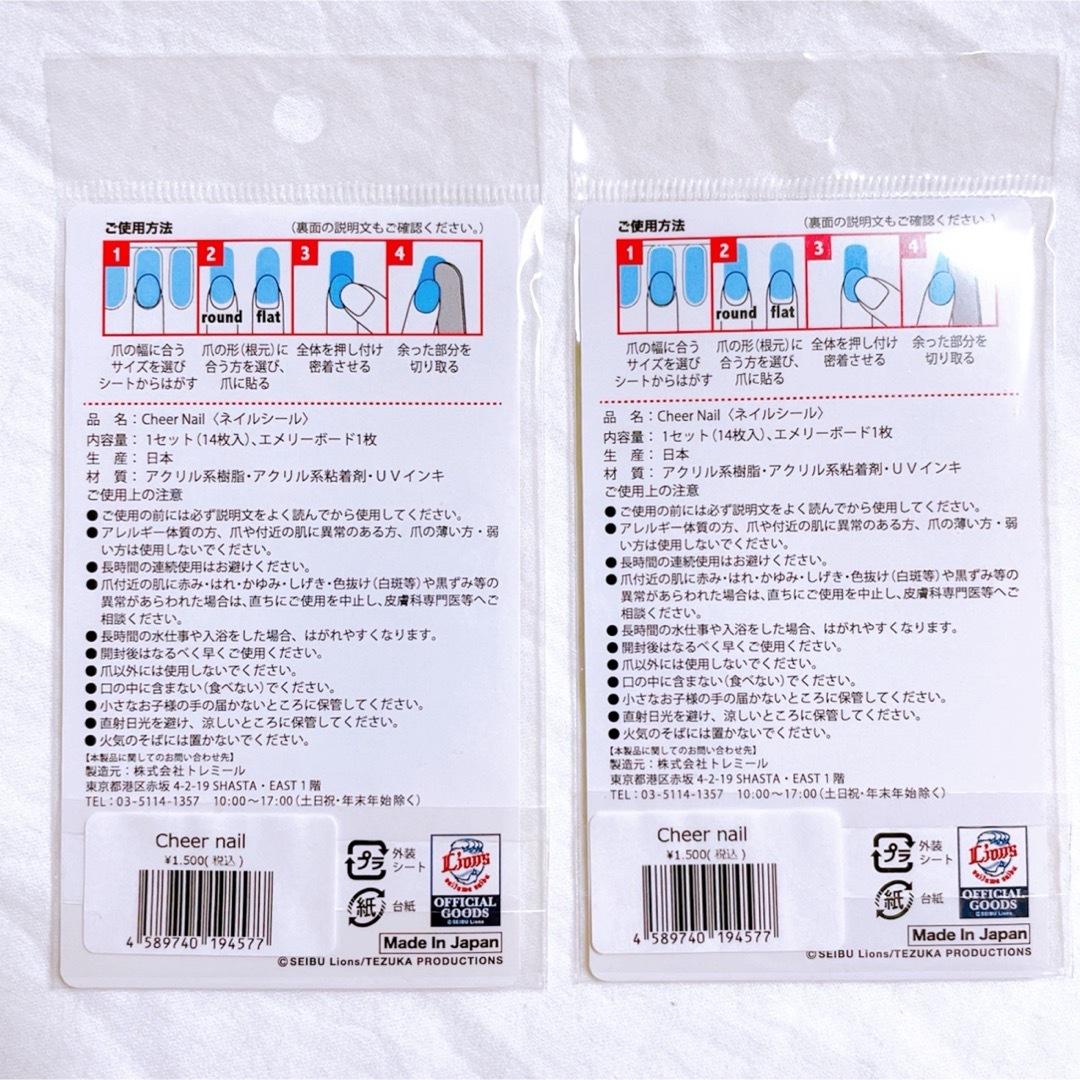 ご使用方法 (裏面の説明文もご確認ください。)
1 2 3 4
round flat
爪の幅に合う
サイズを選び
シートからはがす
爪の形(根元)に
合う方を選び、
爪に貼る
全体を押し付け
密着させる
余った部分を
切り取る
品 名：Cheer Nail〈ネイルシール〉
内容量： 1セット(14枚入)、エメリーボード1枚
生 産： 日本
材 質： アクリル系樹脂・アクリル系粘着剤・UVインキ
ご使用上の注意
●ご使用の前には必ず説明文をよく読んでから使用してください。
●アレルギー体質の方、爪や付近の肌に異常のある方、爪の薄い方・弱
い方は使用しないでください。
●長時間の連続使用はお避けください。
●爪付近の肌に赤み・はれ・かゆみ・しげき・色抜け(白斑等)や黒ずみ等の
異常があらわれた場合は、直ちにご使用を中止し、皮膚科専門医等へご
相談ください。
●長時間の水仕事や入浴をした場合、はがれやすくなります。
●開封後はなるべく早くご使用ください。
●爪以外には使用しないでください。
●口の中に含まない(食べない)でください。
●小さなお子様の手の届かないところに保管してください。
●直射日光を避け、涼しいところに保管してください。
●火気のそばには置かないでください。
【本製品に関してのお問い合わせ先】
製造元：株式会社トレミール
東京都港区赤坂 4-2-19 SHASTA・EAST 1階
TEL：03-5114-1357 10:00〜17:00(土日祝・年末年始除く)
Cheer nail
¥1.500( 税込 )
4 589740 194577
プラ 外装
シート
紙 台紙
Lions
saitama seibu
OFFICIAL
GOODS
©SEIBU Lions
Made In Japan
©SEIBU Lions/TEZUKA PRODUCTIONS
ご使用方法 (裏面の説明文もご確認ください。)
1 2 3 4
round flat
爪の幅に合う
サイズを選び
シートからはがす
爪の形(根元)に
合う方を選び、
爪に貼る
全体を押し付け
密着させる
余った部分を
切り取る
品 名：Cheer Nail〈ネイルシール〉
内容量： 1セット(14枚入)、エメリーボード1枚
生 産： 日本
材 質： アクリル系樹脂・アクリル系粘着剤・UVインキ
ご使用上の注意
●ご使用の前には必ず説明文をよく読んでから使用してください。
●アレルギー体質の方、爪や付近の肌に異常のある方、爪の薄い方・弱
い方は使用しないでください。
●長時間の連続使用はお避けください。
●爪付近の肌に赤み・はれ・かゆみ・しげき・色抜け(白斑等)や黒ずみ等の
異常があらわれた場合は、直ちにご使用を中止し、皮膚科専門医等へご
相談ください。
●長時間の水仕事や入浴をした場合、はがれやすくなります。
●開封後はなるべく早くご使用ください。
●爪以外には使用しないでください。
●口の中に含まない(食べない)でください。
●小さなお子様の手の届かないところに保管してください。
●直射日光を避け、涼しいところに保管してください。
●火気のそばには置かないでください。
【本製品に関してのお問い合わせ先】
製造元：株式会社トレミール
東京都港区赤坂 4-2-19 SHASTA・EAST 1階
TEL：03-5114-1357 10:00〜17:00(土日祝・年末年始除く)
Cheer nail
¥1.500( 税込 )
4 589740 194577
プラ 外装
シート
紙 台紙
Lions
saitama seibu
OFFICIAL
GOODS
©SEIBU Lions
Made In Japan
©SEIBU Lions/TEZUKA PRODUCTIONS